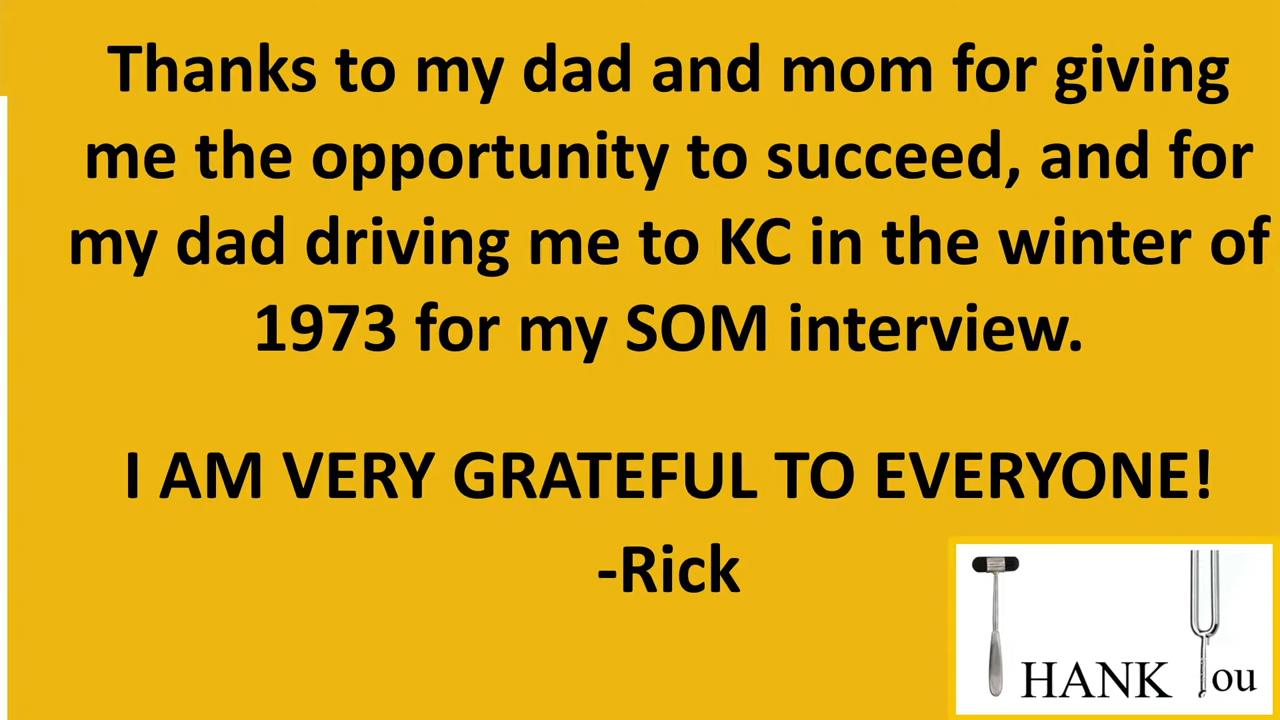 Thanks to my dad and mom for giving
me the opportunity to succeed, and for
my dad driving me to KC in the winter of
1973 for my SOM interview.
I AM VERY GRATEFUL TO EVERYONE!
-Rick
HANK ou